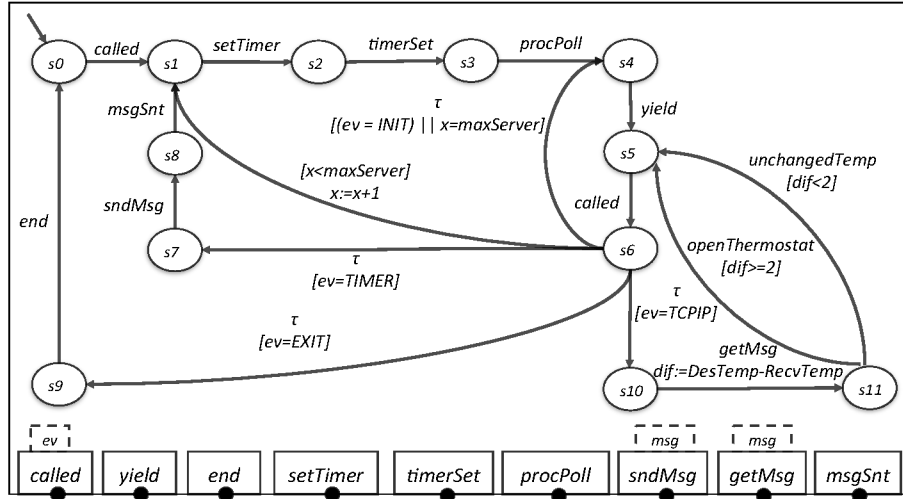 s0
called
s1
setTimer
s2
timerSet
s3
procPoll
s4
msgSnt
τ
[(ev = INIT) || x=maxServer]
yield
s8
s5
unchangedTemp
[dif<2]
[x<maxServer]
x:=x+1
end
sndMsg
called
s7
s6
openThermostat
[dif>=2]
τ
[ev=TIMER]
τ
[ev=TCPIP]
τ
[ev=EXIT]
getMsg
dif:=DesTemp-RecvTemp
s9
s10
s11
ev
msg
msg
called
yield
end
setTimer
timerSet
procPoll
sndMsg
getMsg
msgSnt